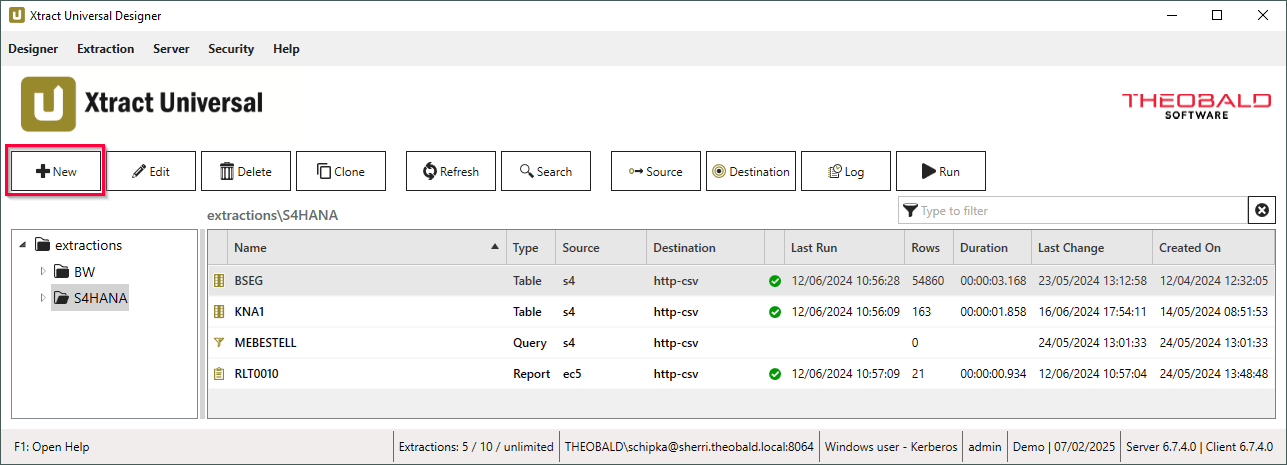 Xtract Universal Designer
Designer Extraction Server Security Help
Xtract Universal
THEOBALD
SOFTWARE
New Edit Delete Clone Refresh Search Source Destination Log Run
extractions\S4HANA
Type to filter
extractions
BW
S4HANA
Name Type Source Destination Last Run Rows Duration Last Change Created On
BSEG Table s4 http-csv 12/06/2024 10:56:28 54860 00:00:03.168 23/05/2024 13:12:58 12/04/2024 12:32:05
KNA1 Table s4 http-csv 12/06/2024 10:56:09 163 00:00:01.858 16/06/2024 17:54:11 14/05/2024 08:51:53
MEBESTELL Query s4 http-csv 0 24/05/2024 13:01:33 24/05/2024 13:01:33
RLT0010 Report ec5 http-csv 12/06/2024 10:57:09 21 00:00:00.934 12/06/2024 10:57:04 24/05/2024 13:48:48
F1: Open Help Extractions: 5 / 10 / unlimited THEOBALD\schipka@sherri.theobald.local:8064 Windows user - Kerberos admin Demo | 07/02/2025 Server 6.7.4.0 | Client 6.7.4.0